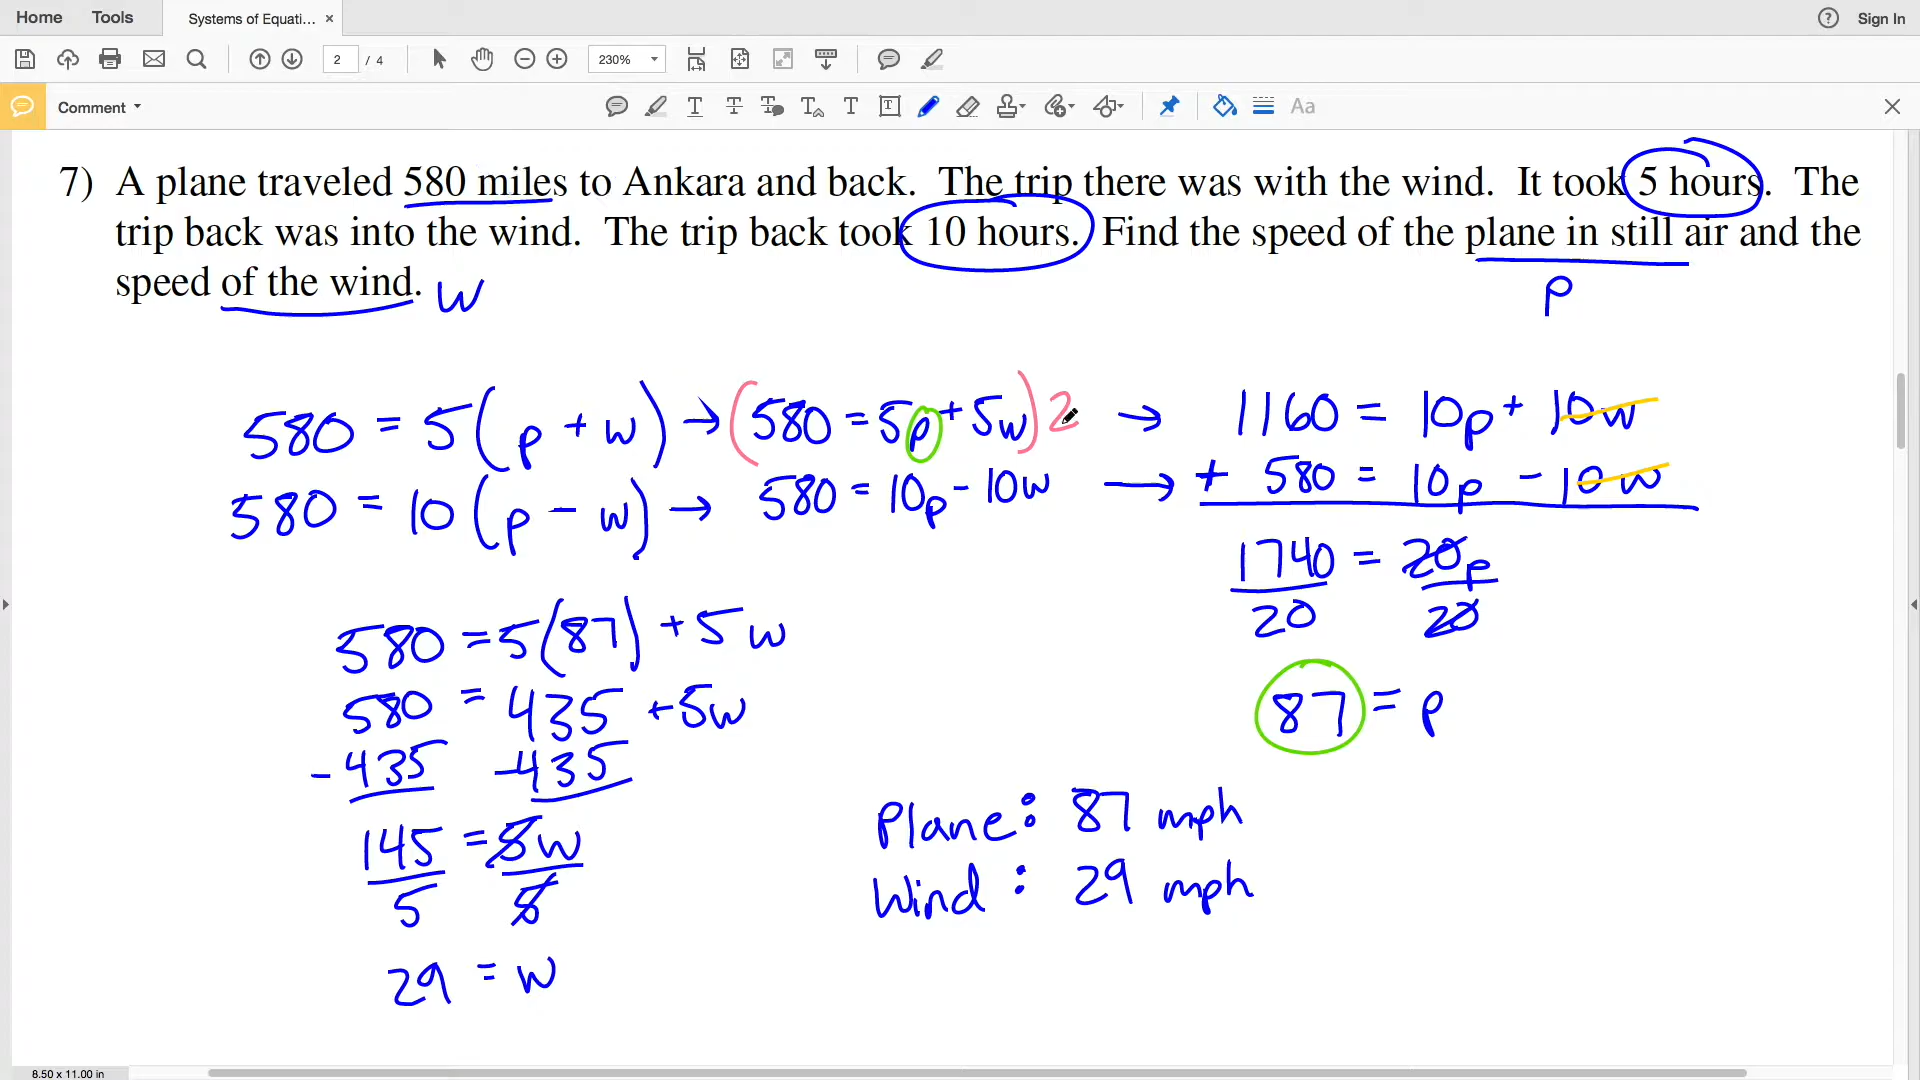 Home Tools Systems of Equati... × Sign In
2 / 4 230%
Comment Aa
7) A plane traveled 580 miles to Ankara and back. The trip there was with the wind. It took 5 hours. The
trip back was into the wind. The trip back took 10 hours. Find the speed of the plane in still air and the
speed of the wind. w
p
580 = 5(p + w) → (580 = 5p + 5w)2 → 1160 = 10p + 10w
580 = 10(p - w) → 580 = 10p - 10w → + 580 = 10p - 10w
1740 = 20p
20 20
87 = p
580 = 5(87) + 5w
580 = 435 + 5w
-435 -435
145 = 5w
5 5
29 = w
Plane: 87 mph
Wind: 29 mph
8.50 x 11.00 in